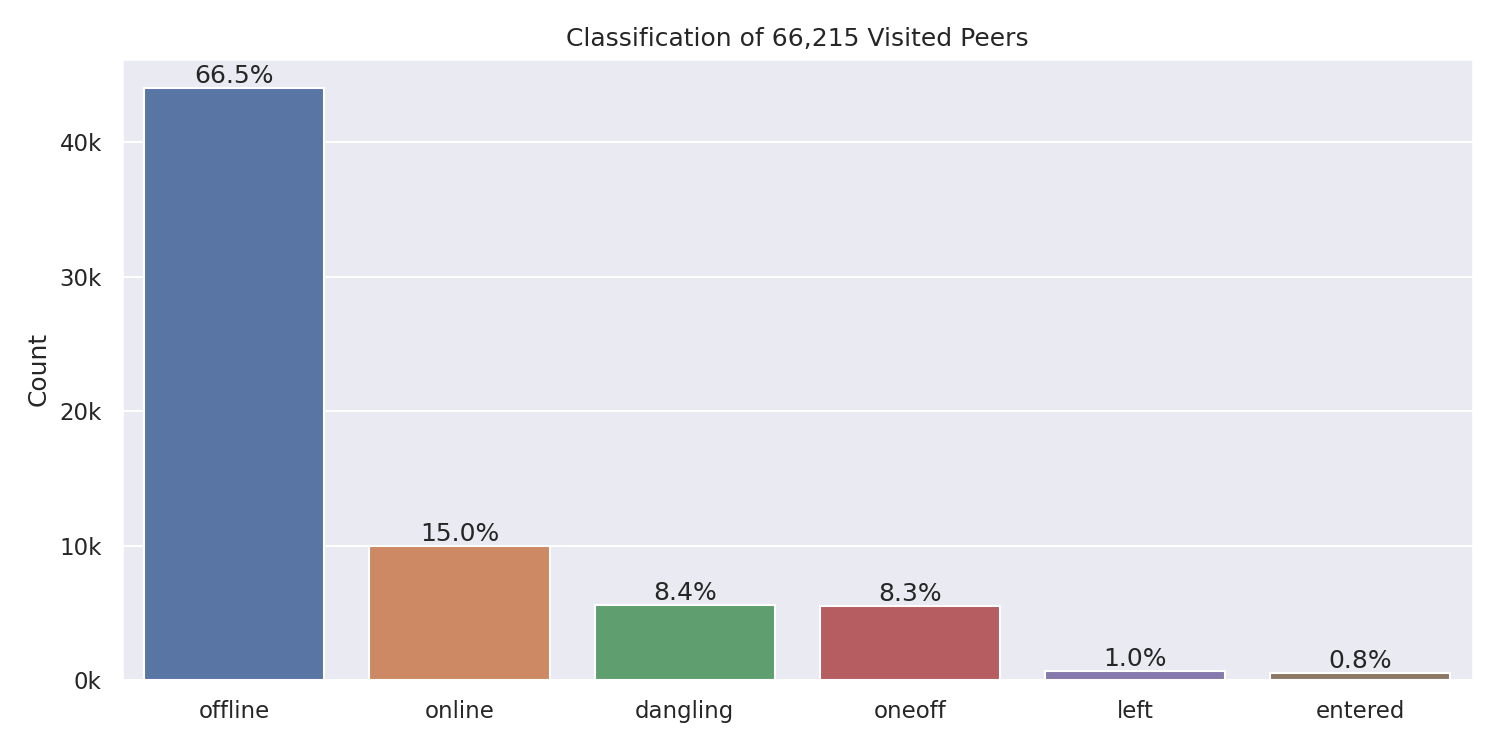 Classification of 66,215 Visited Peers
66.5%
15.0%
8.4%
8.3%
1.0%
0.8%
40k
30k
20k
10k
0k
Count
offline
online
dangling
oneoff
left
entered